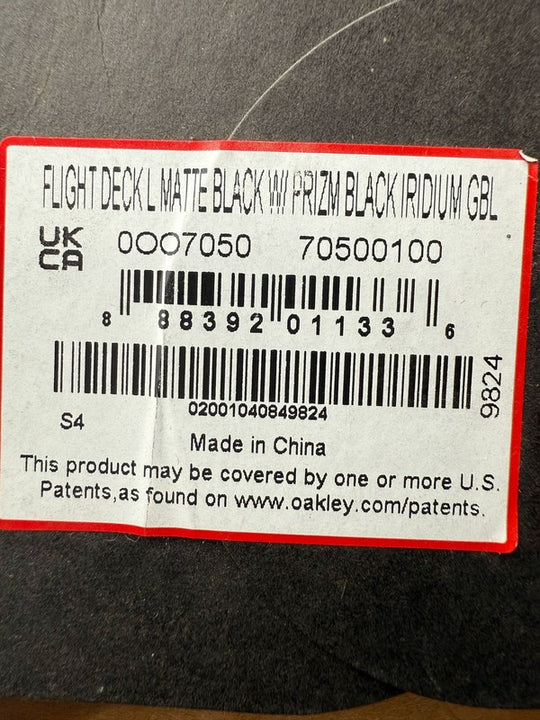 FLIGHT DECK L MATTE BLACK W/ PRIZM BLACK IRIDIUM GBL
UK
CA
0OO7050 70500100
8 88392 01133 6
9824
02001040849824
S4
Made in China
This product may be covered by one or more U.S.
Patents,as found on www.oakley.com/patents.